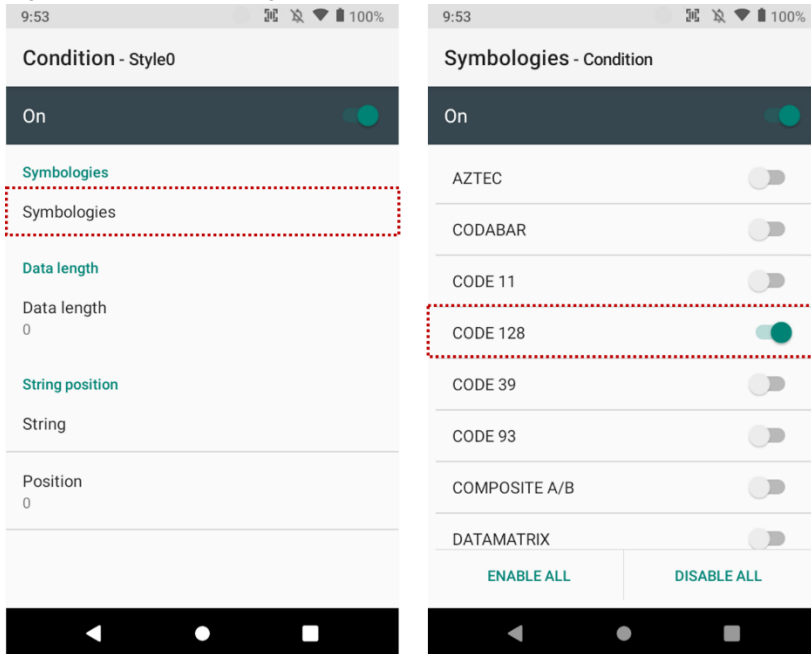 9:53
100%
Condition - Style0
On
Symbologies
Symbologies
Data length
Data length
0
String position
String
Position
0
9:53
100%
Symbologies - Condition
On
AZTEC
CODABAR
CODE 11
CODE 128
CODE 39
CODE 93
COMPOSITE A/B
DATAMATRIX
ENABLE ALL
DISABLE ALL